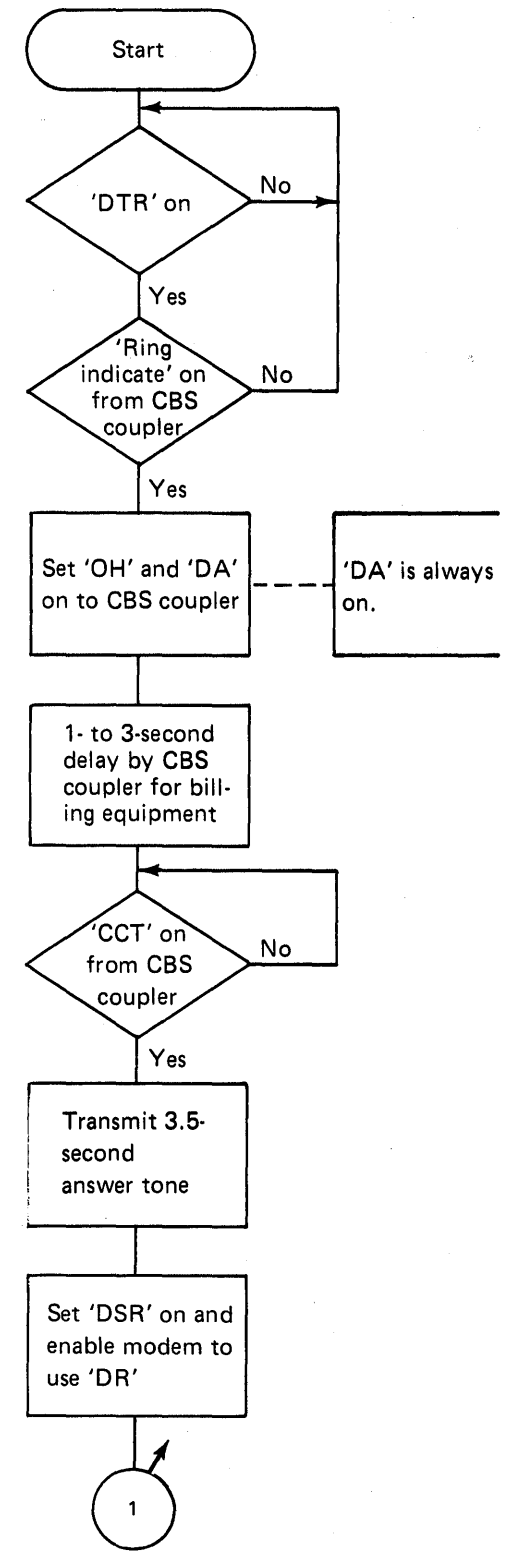 Start
'DTR' on
No
Yes
'Ring
indicate' on
from CBS
coupler
No
Yes
Set 'OH' and 'DA'
on to CBS coupler
'DA' is always
on.
1- to 3-second
delay by CBS
coupler for bill-
ing equipment
'CCT' on
from CBS
coupler
No
Yes
Transmit 3.5-
second
answer tone
Set 'DSR' on and
enable modem to
use 'DR'
1